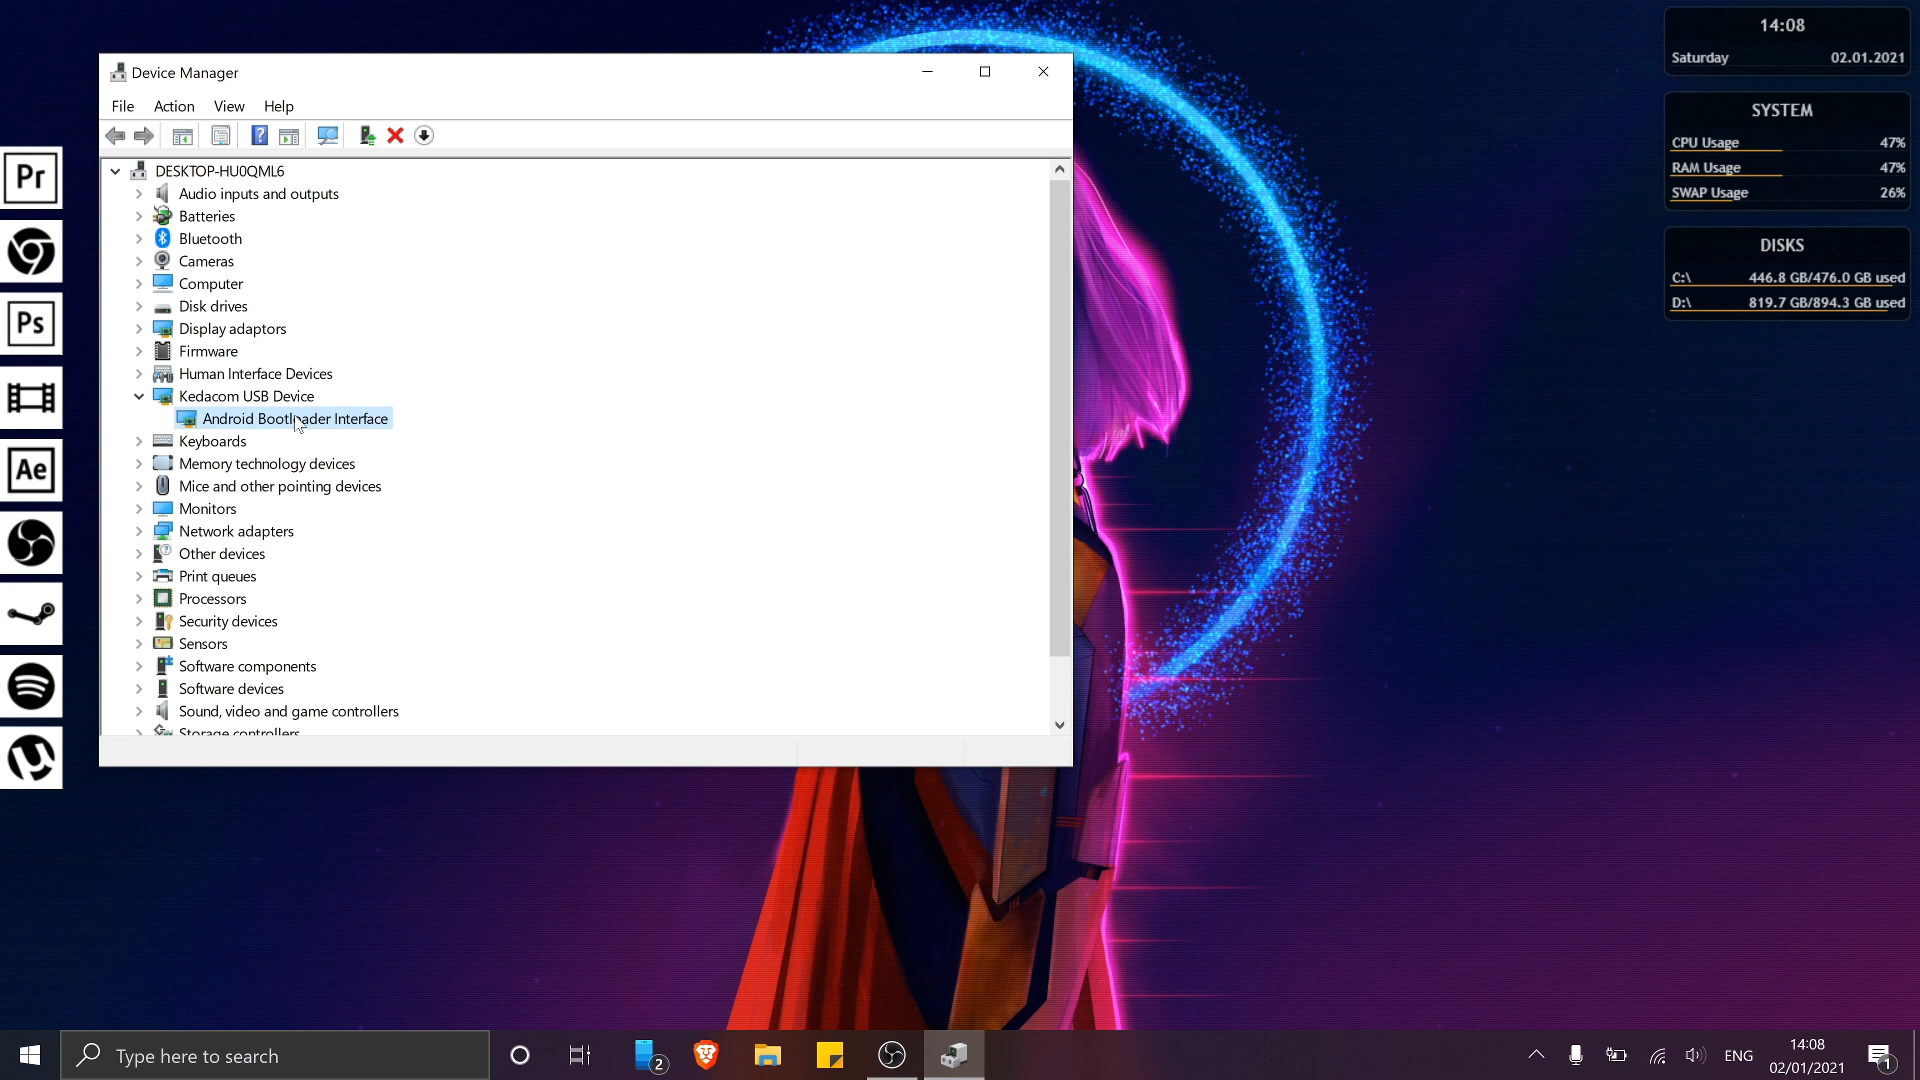 Device Manager
File Action View Help
DESKTOP-HU0QML6
Audio inputs and outputs
Batteries
Bluetooth
Cameras
Computer
Disk drives
Display adaptors
Firmware
Human Interface Devices
Kedacom USB Device
Android Bootloader Interface
Keyboards
Memory technology devices
Mice and other pointing devices
Monitors
Network adapters
Other devices
Print queues
Processors
Security devices
Sensors
Software components
Software devices
Sound, video and game controllers
Storage controllers
Pr
Ps
Ae
14:08
Saturday 02.01.2021
SYSTEM
CPU Usage 47%
RAM Usage 47%
SWAP Usage 26%
DISKS
C:\ 446.8 GB/476.0 GB used
D:\ 819.7 GB/894.3 GB used
Type here to search
2
ENG
14:08
02/01/2021
1